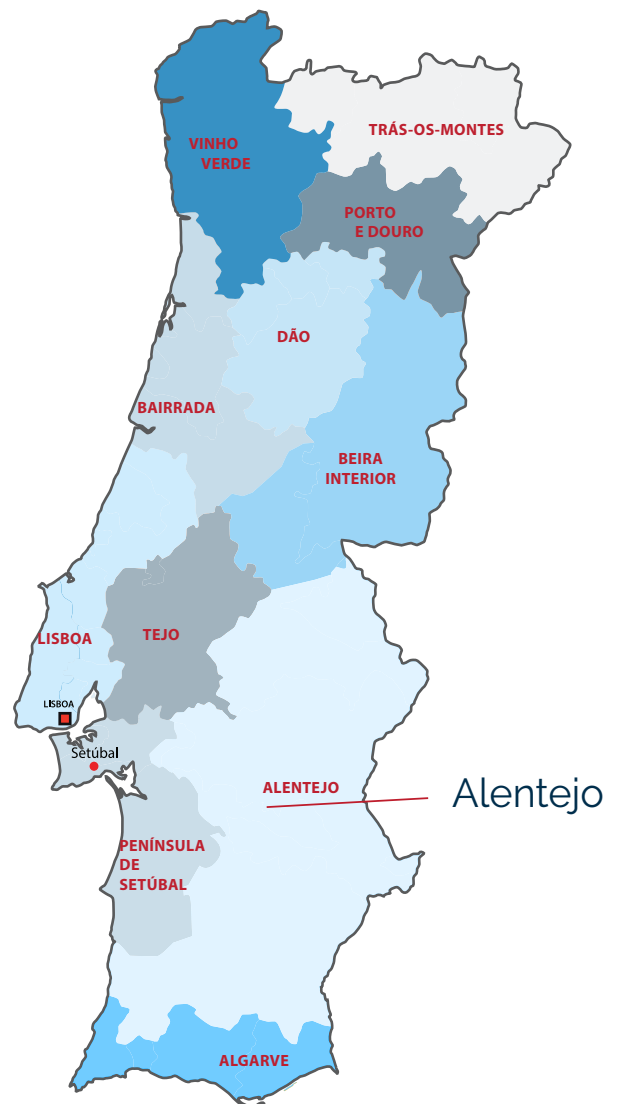 TRÁS-OS-MONTES
VINHO
VERDE
PORTO
E DOURO
DÃO
BAIRRADA
BEIRA
INTERIOR
LISBOA
TEJO
LISBOA
Setúbal
ALENTEJO
Alentejo
PENÍNSULA
DE
SETÚBAL
ALGARVE